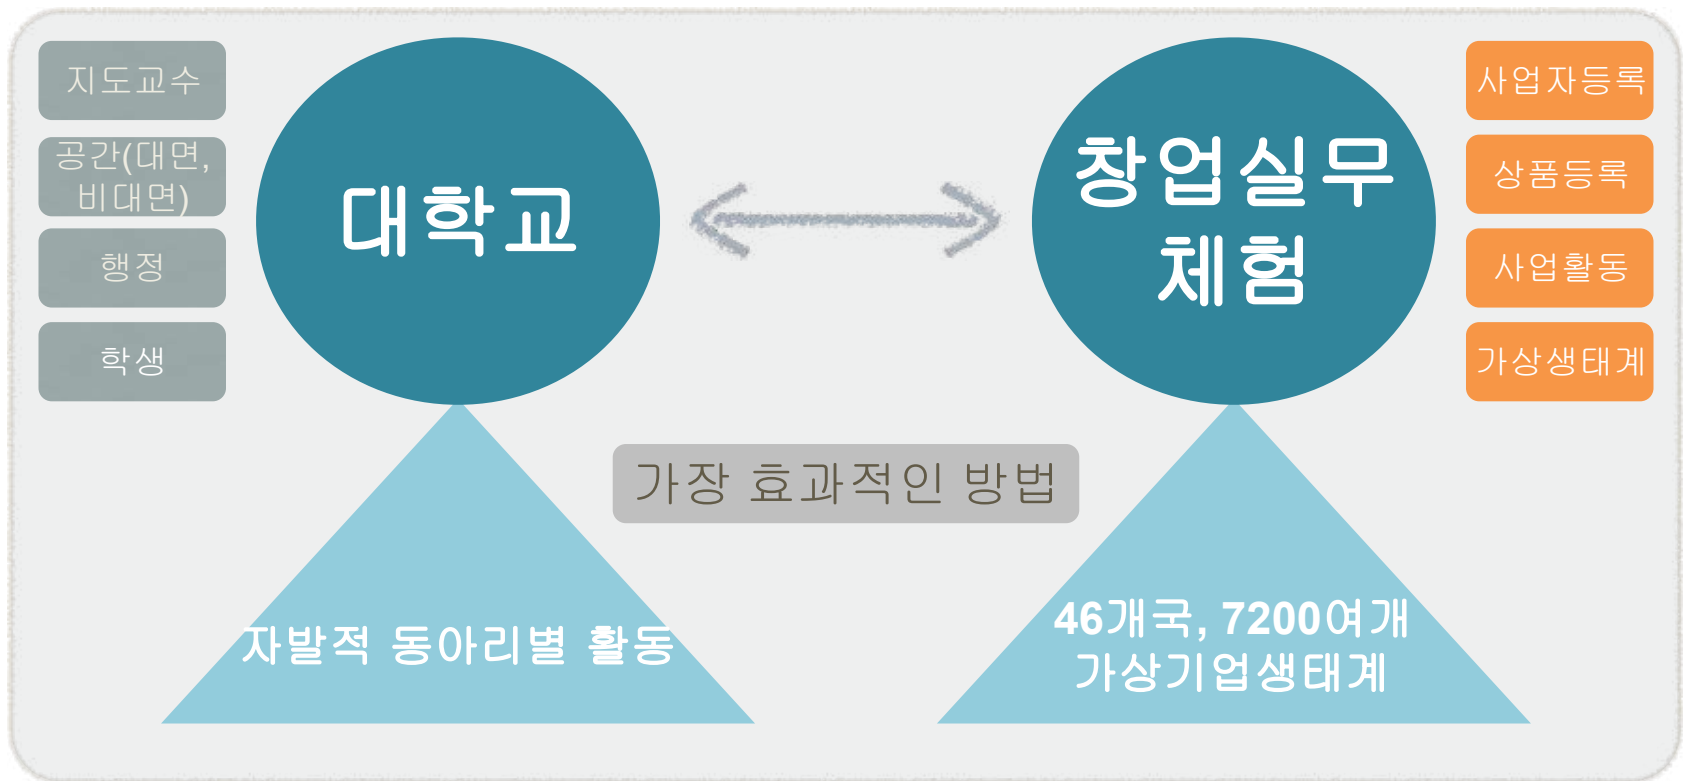 지도교수
공간(대면,
비대면)
행정
학생
대학교
창업실무
체험
사업자등록
상품등록
사업활동
가상생태계
가장 효과적인 방법
자발적 동아리별 활동
46개국, 7200여개
가상기업생태계